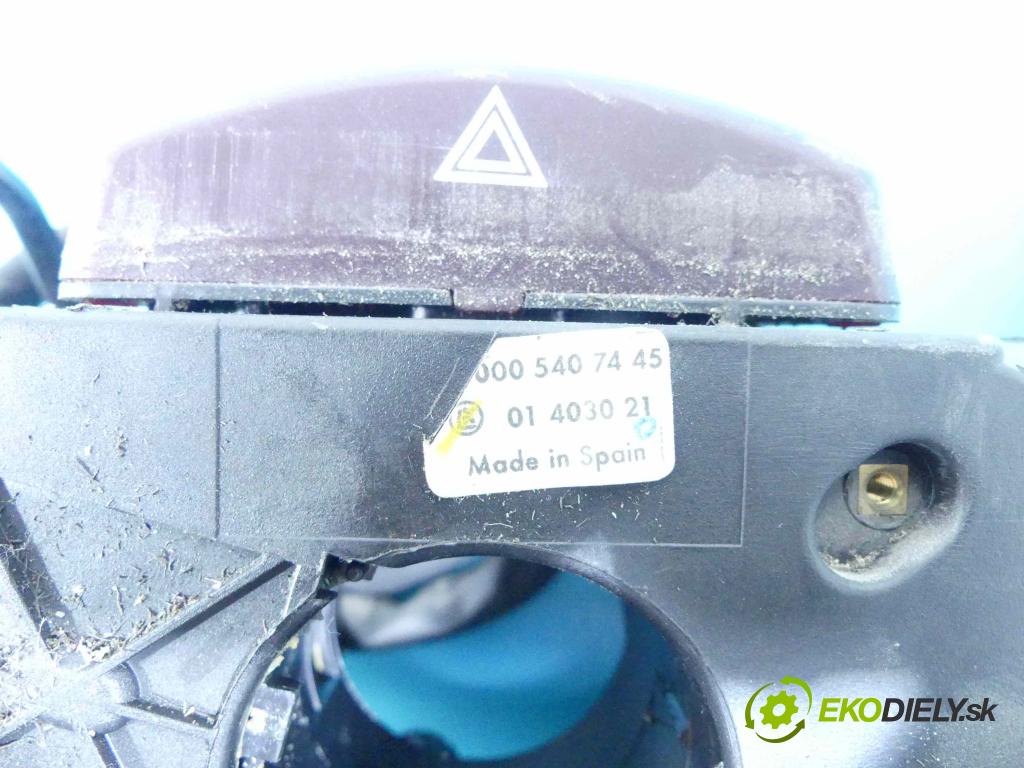 000 540 74 45
01 4030 21
Made in Spain
EKODIELY.sk